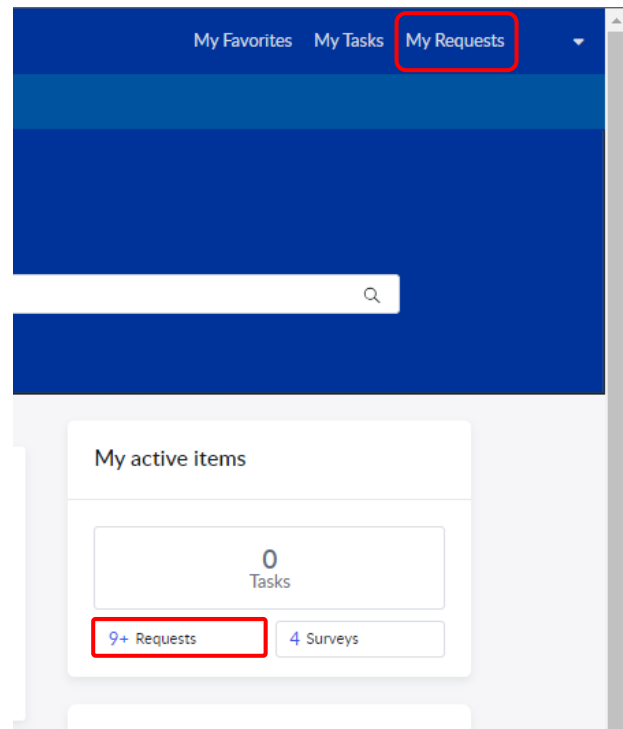 My Favorites My Tasks My Requests
My active items
0
Tasks
9+ Requests
4 Surveys